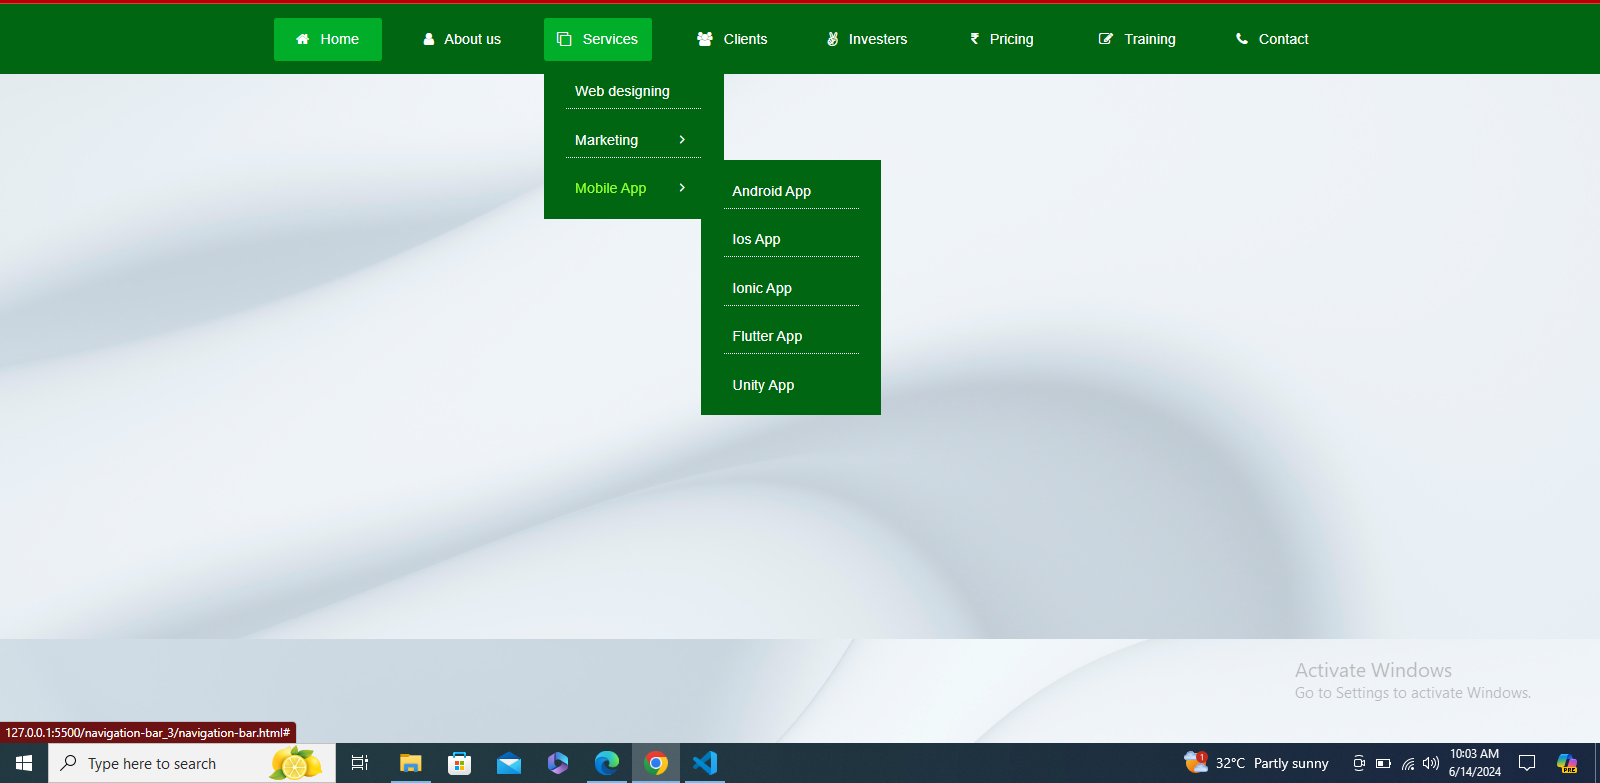 Home About us Services Clients Investers ₹ Pricing Training Contact
Web designing
Marketing
Mobile App
Android App
Ios App
Ionic App
Flutter App
Unity App
Activate Windows
Go to Settings to activate Windows.
127.0.0.1:5500/navigation-bar_3/navigation-bar.html#
Type here to search
1
32°C Partly sunny
10:03 AM
6/14/2024
PRE